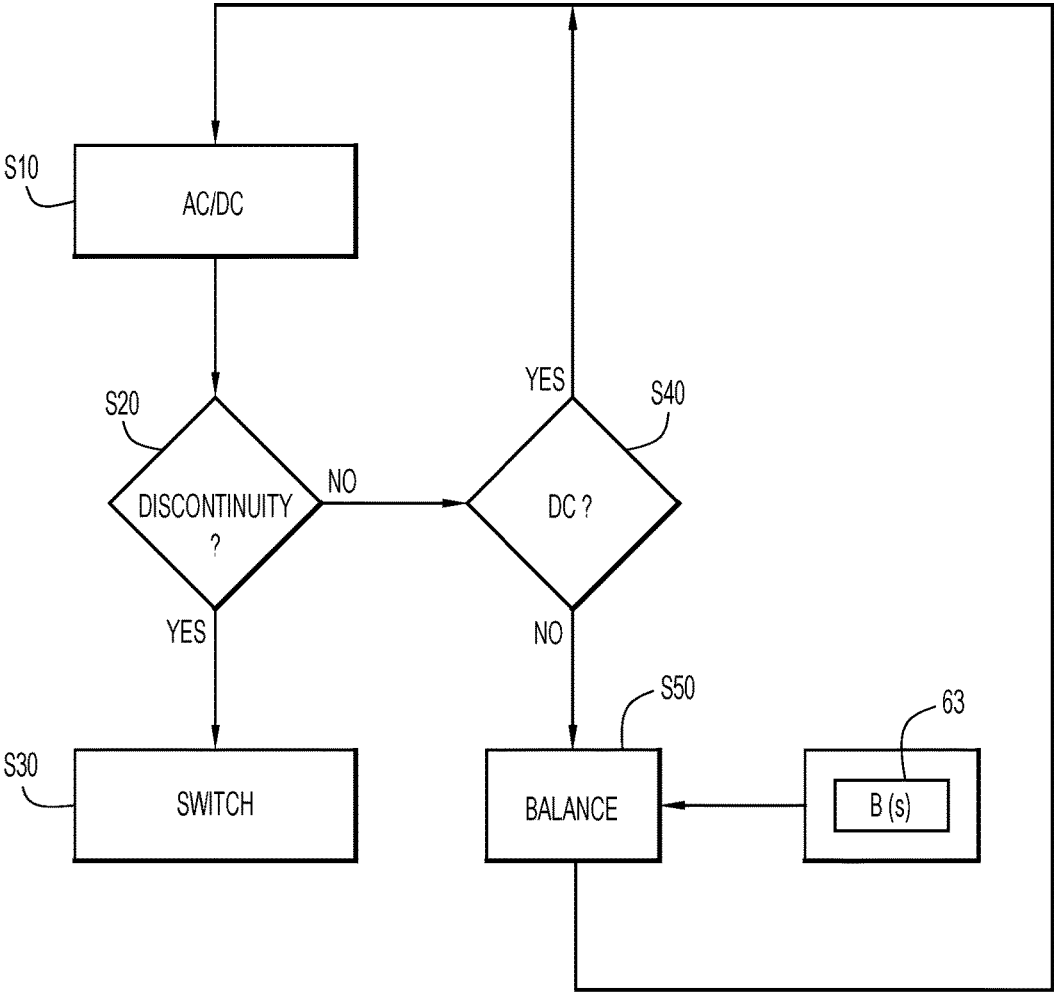 S10
AC/DC
YES
S40
S20
NO
DISCONTINUITY
?
DC ?
YES
NO
S50
63
S30
SWITCH
BALANCE
B (s)